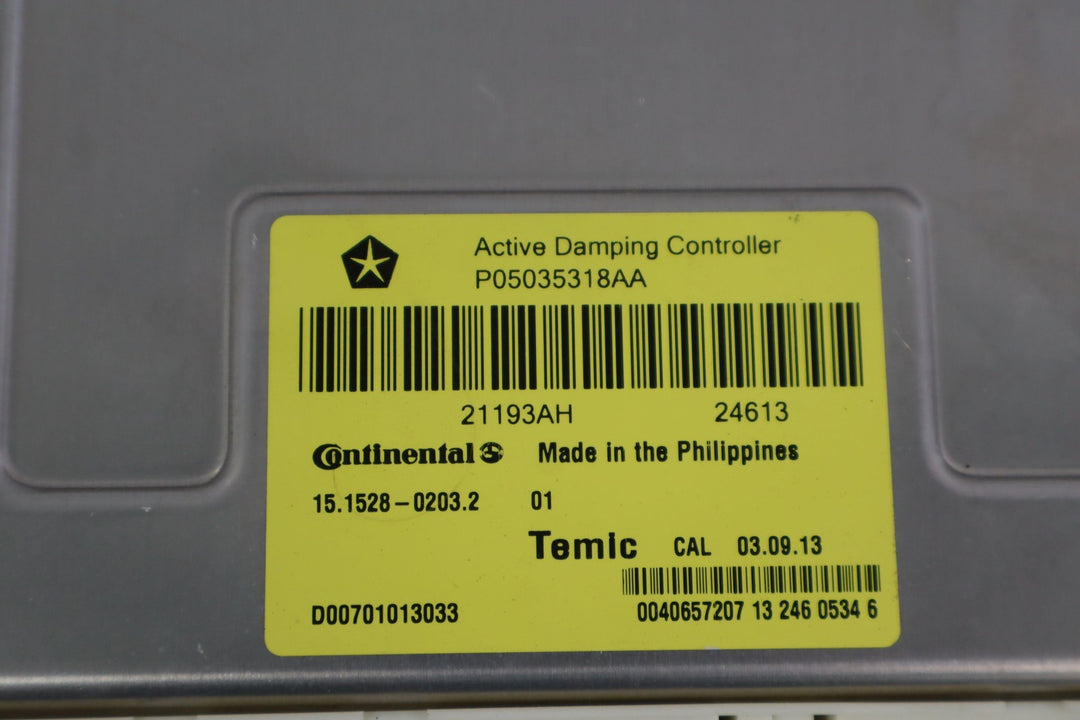 Active Damping Controller
P05035318AA
21193AH 24613
Continental Made in the Philippines
15.1528-0203.2 01
Temic CAL 03.09.13
D00701013033 0040657207 13 246 0534 6